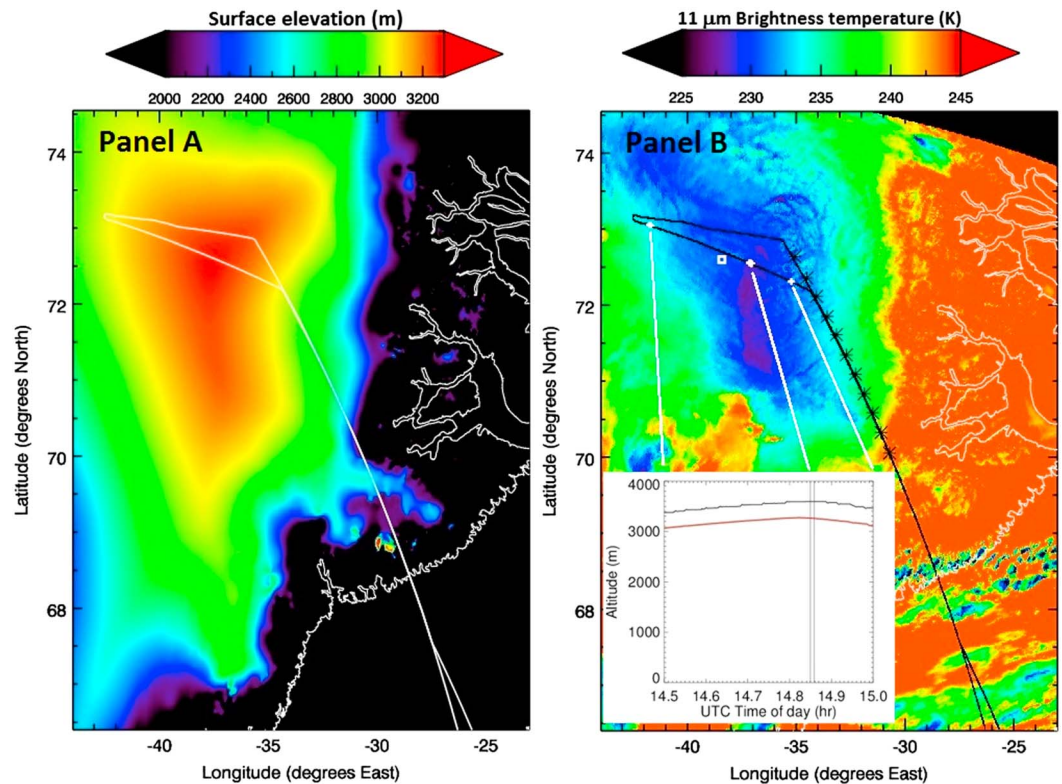 Surface elevation (m)
2000 2200 2400 2600 2800 3000 3200
Panel A
74
72
70
68
Latitude (degrees North)
-40 -35 -30 -25
Longitude (degrees East)
11 µm Brightness temperature (K)
225 230 233 239 240 245
Panel B
74
72
70
68
Latitude (degrees North)
4000
3000
2000
1000
0
Altitude (m)
14.5 14.6 14.7 14.8 14.9 15.0
UTC Time of day (hr)
-40 -35 -30 -25
Longitude (degrees East)